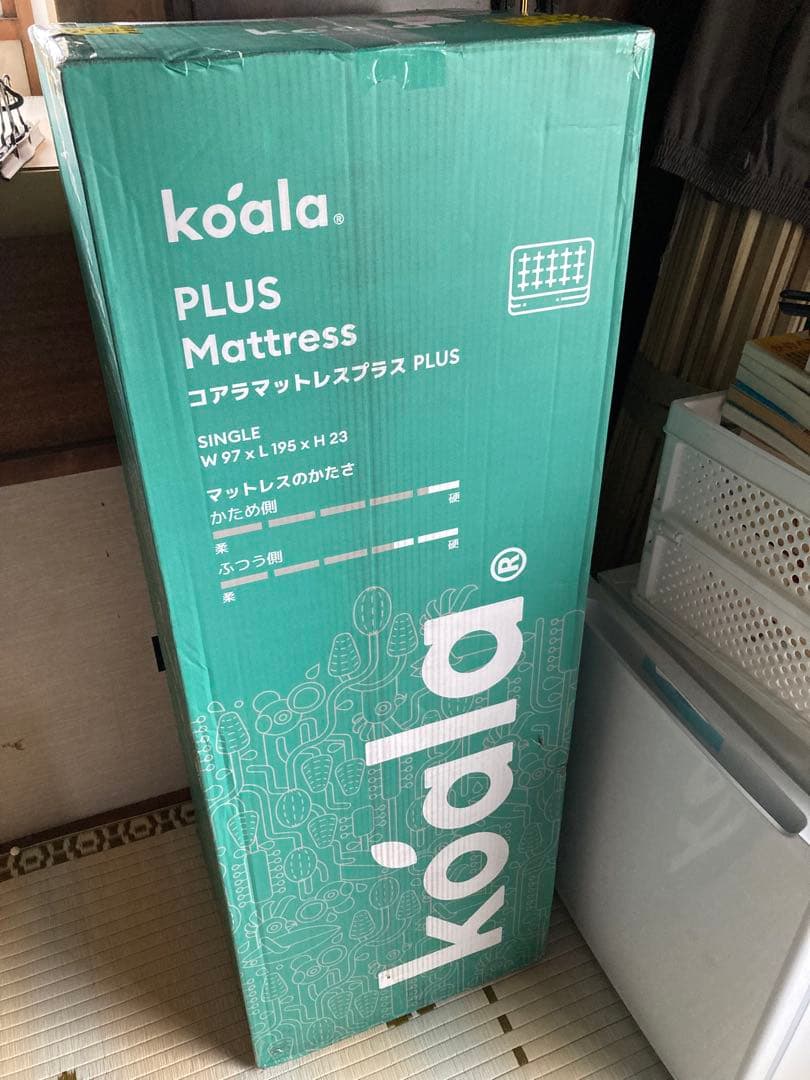 koala®
PLUS
Mattress
コアラマットレスプラス PLUS
SINGLE
W 97 x L 195 x H 23
マットレスのかたさ
かため側
柔 硬
ふつう側
柔 硬
koala®